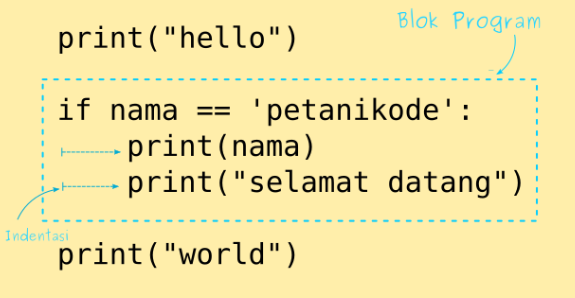 Blok Program
print("hello")
if nama == 'petanikode':
print(nama)
print("selamat datang")
Indentasi
print("world")